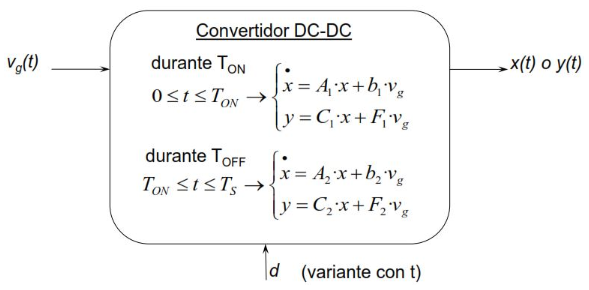 Convertidor DC-DC
v_g(t)
x(t) o y(t)
durante T_ON
0 ≤ t ≤ T_ON → { ẋ = A_1·x + b_1·v_g
y = C_1·x + F_1·v_g
durante T_OFF
T_ON ≤ t ≤ T_S → { ẋ = A_2·x + b_2·v_g
y = C_2·x + F_2·v_g
d (variante con t)